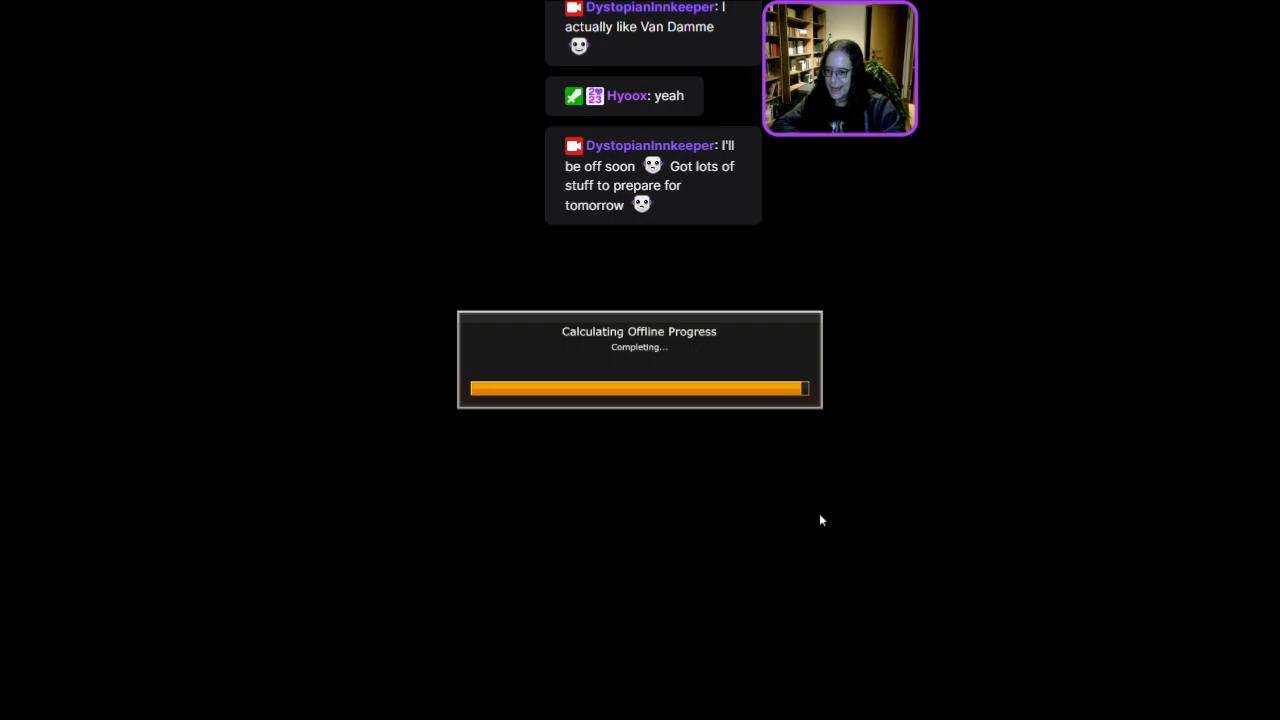 DystopianInnkeeper: I
actually like Van Damme
Hyoox: yeah
DystopianInnkeeper: I'll
be off soon Got lots of
stuff to prepare for
tomorrow
Calculating Offline Progress
Completing...